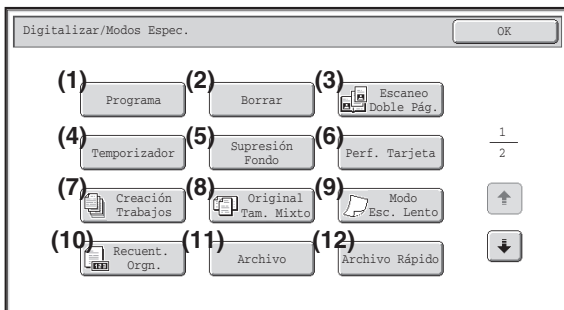 Digitalizar/Modos Espec.
OK
(1)
Programa
(2)
Borrar
(3)
Escaneo
Doble Pág.
(4)
Temporizador
(5)
Supresión
Fondo
(6)
Perf. Tarjeta
1
2
(7)
Creación
Trabajos
(8)
Original
Tam. Mixto
(9)
Modo
Esc. Lento
(10)
Recuent.
Orgn.
123
(11)
Archivo
(12)
Archivo Rápido